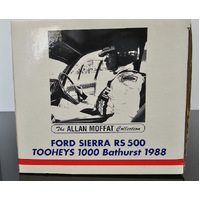 The ALLAN MOFFAT Collection
FORD SIERRA RS 500
TOOHEYS 1000 Bathurst 1988